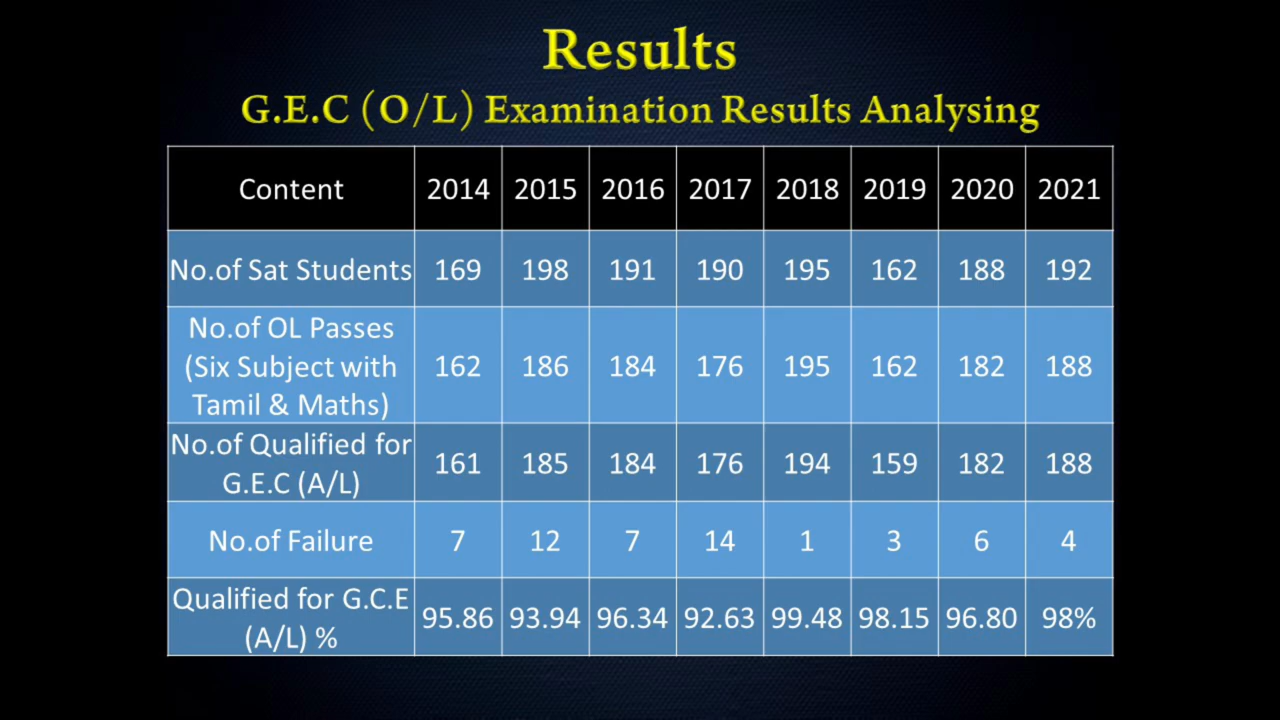 Results
G.E.C (O/L) Examination Results Analysing
Content 2014 2015 2016 2017 2018 2019 2020 2021
No.of Sat Students 169 198 191 190 195 162 188 192
No.of OL Passes
(Six Subject with
Tamil & Maths) 162 186 184 176 195 162 182 188
No.of Qualified for
G.E.C (A/L) 161 185 184 176 194 159 182 188
No.of Failure 7 12 7 14 1 3 6 4
Qualified for G.C.E
(A/L) % 95.86 93.94 96.34 92.63 99.48 98.15 96.80 98%